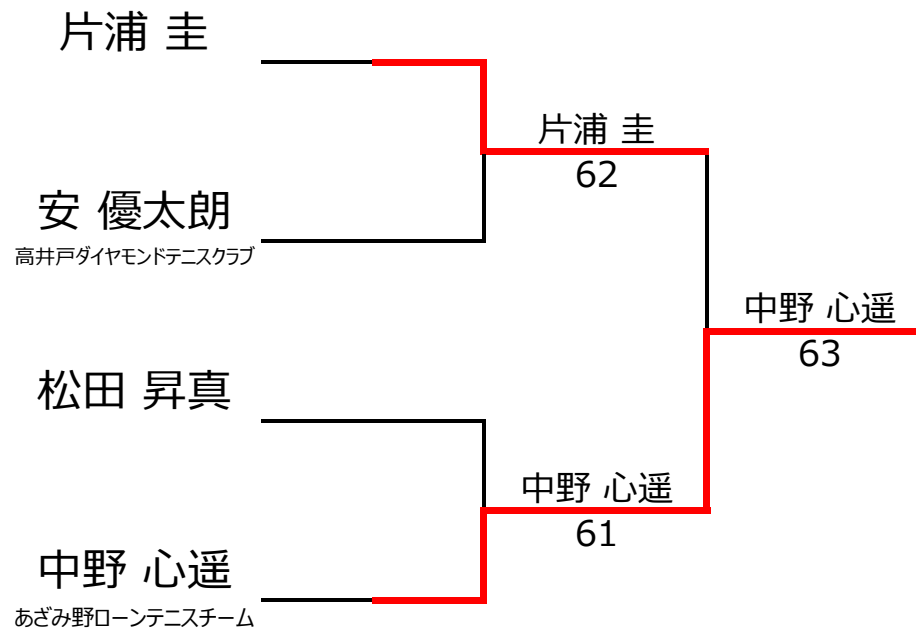 片浦 圭
片浦 圭
62
安 優太朗
高井戸ダイヤモンドテニスクラブ
中野 心遥
63
松田 昇真
中野 心遥
61
中野 心遥
あざみ野ローンテニスチーム